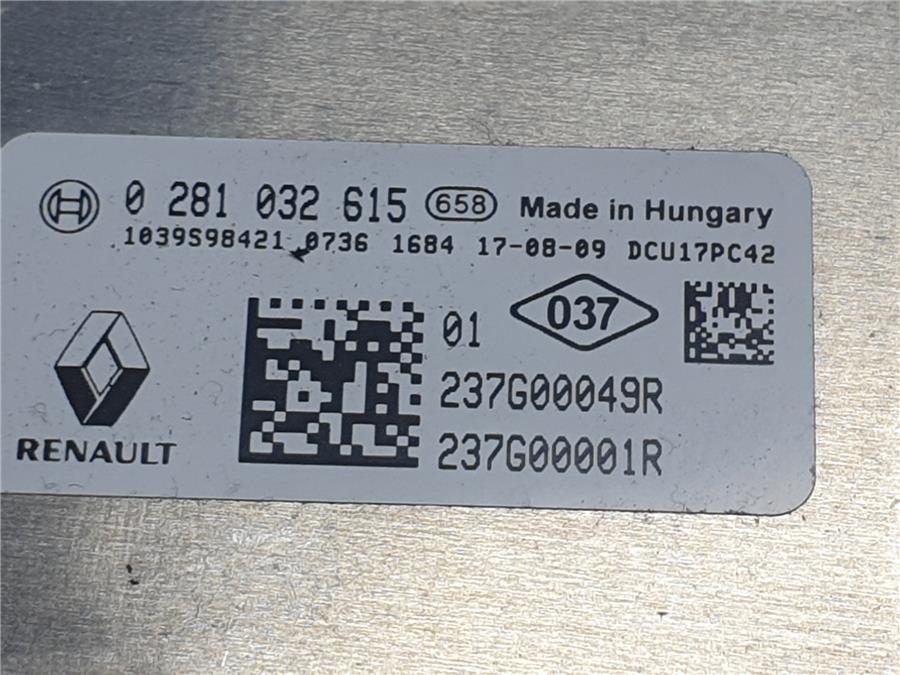 0 281 032 615 658 Made in Hungary
1039S98421 0736 1684 17-08-09 DCU17PC42
01 037
237G00049R
237G00001R
RENAULT